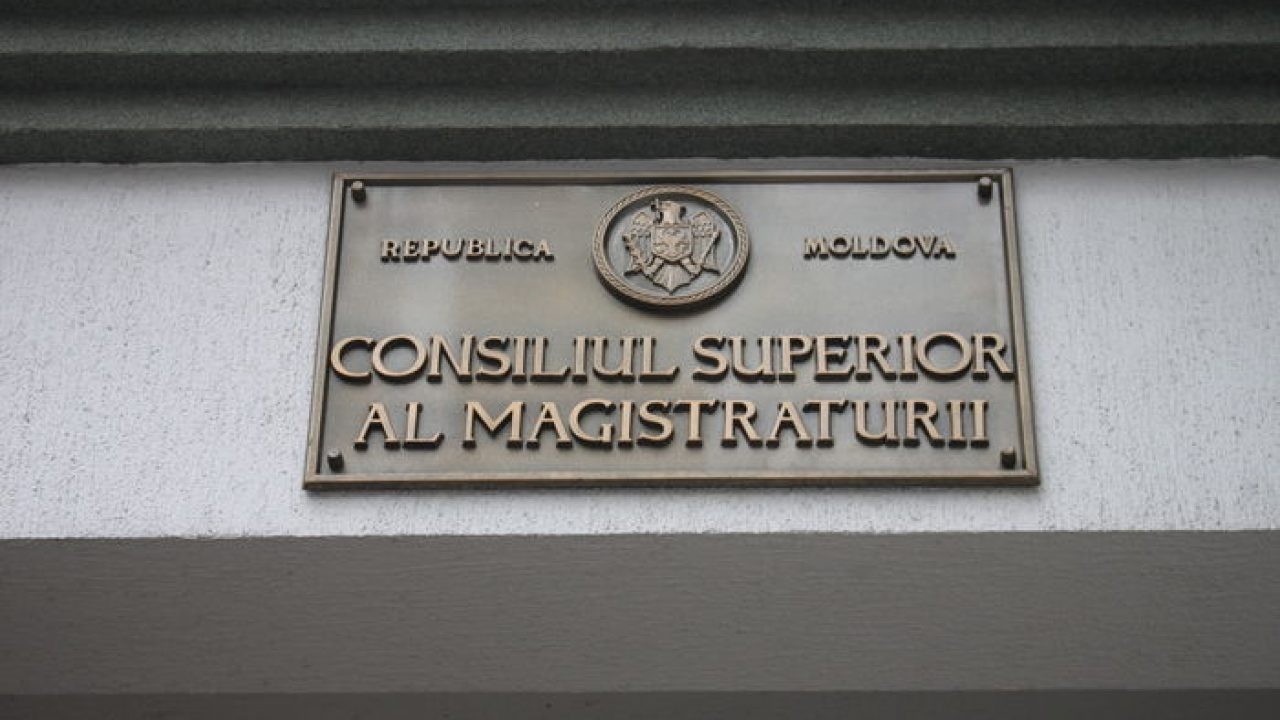 REPUBLICA MOLDOVA
CONSILIUL SUPERIOR
AL MAGISTRATURII